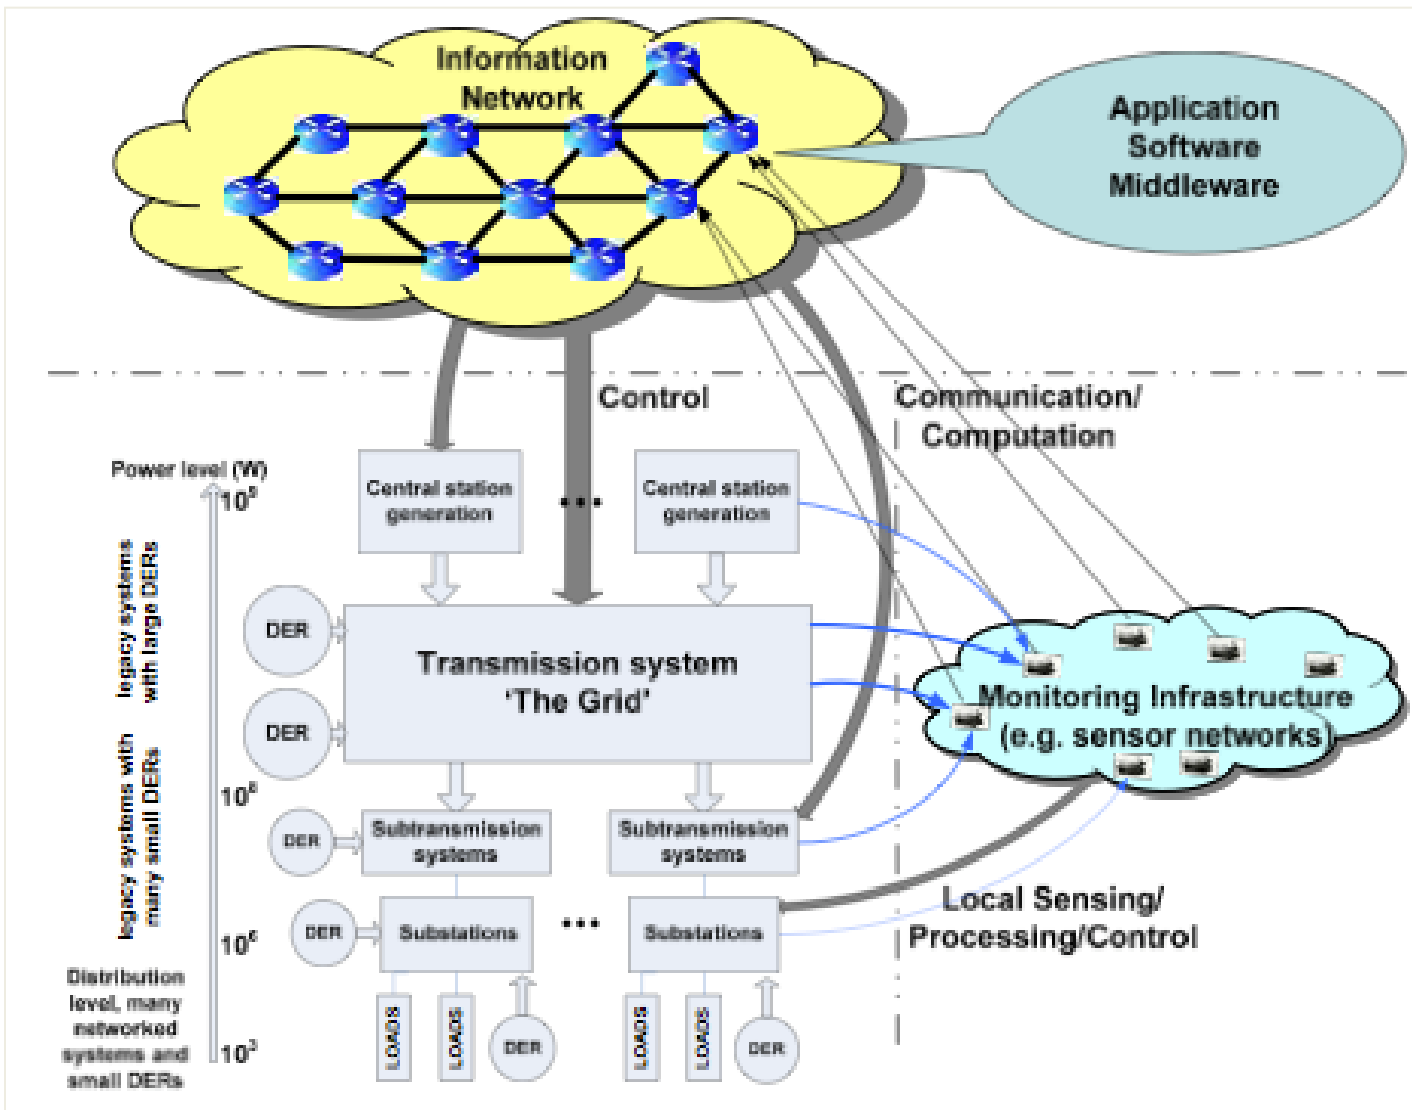 Information
Network
Application
Software
Middleware
Control
Communication/
Computation
Power level (W)
10⁹
Central station
generation
...
Central station
generation
legacy systems
with large DERs
DER
Transmission system
'The Grid'
DER
Monitoring Infrastructure
(e.g. sensor networks)
legacy systems with
many small DERs
DER
Subtransmission
systems
Subtransmission
systems
DER
Substations
...
Substations
Local Sensing/
Processing/Control
Distribution
level, many
networked
systems and
small DERs
LOADS
LOADS
DER
LOADS
LOADS
DER